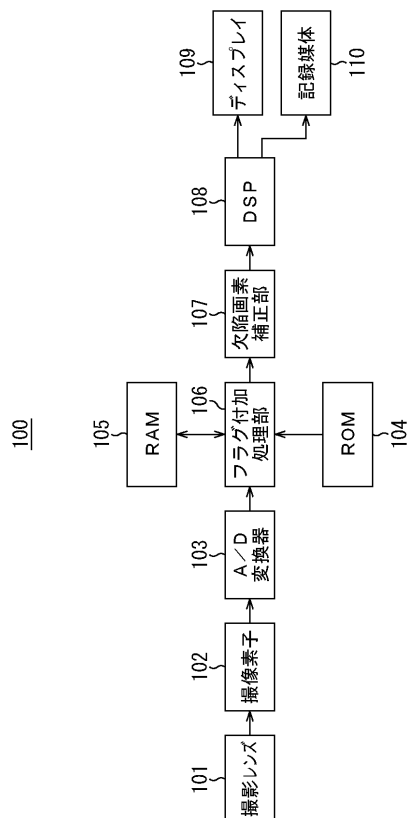 100
101
撮影レンズ
102
撮像素子
103
A/D
変換器
104
ROM
105
RAM
106
フラグ付加
処理部
107
欠陥画素
補正部
108
DSP
109
ディスプレイ
110
記録媒体